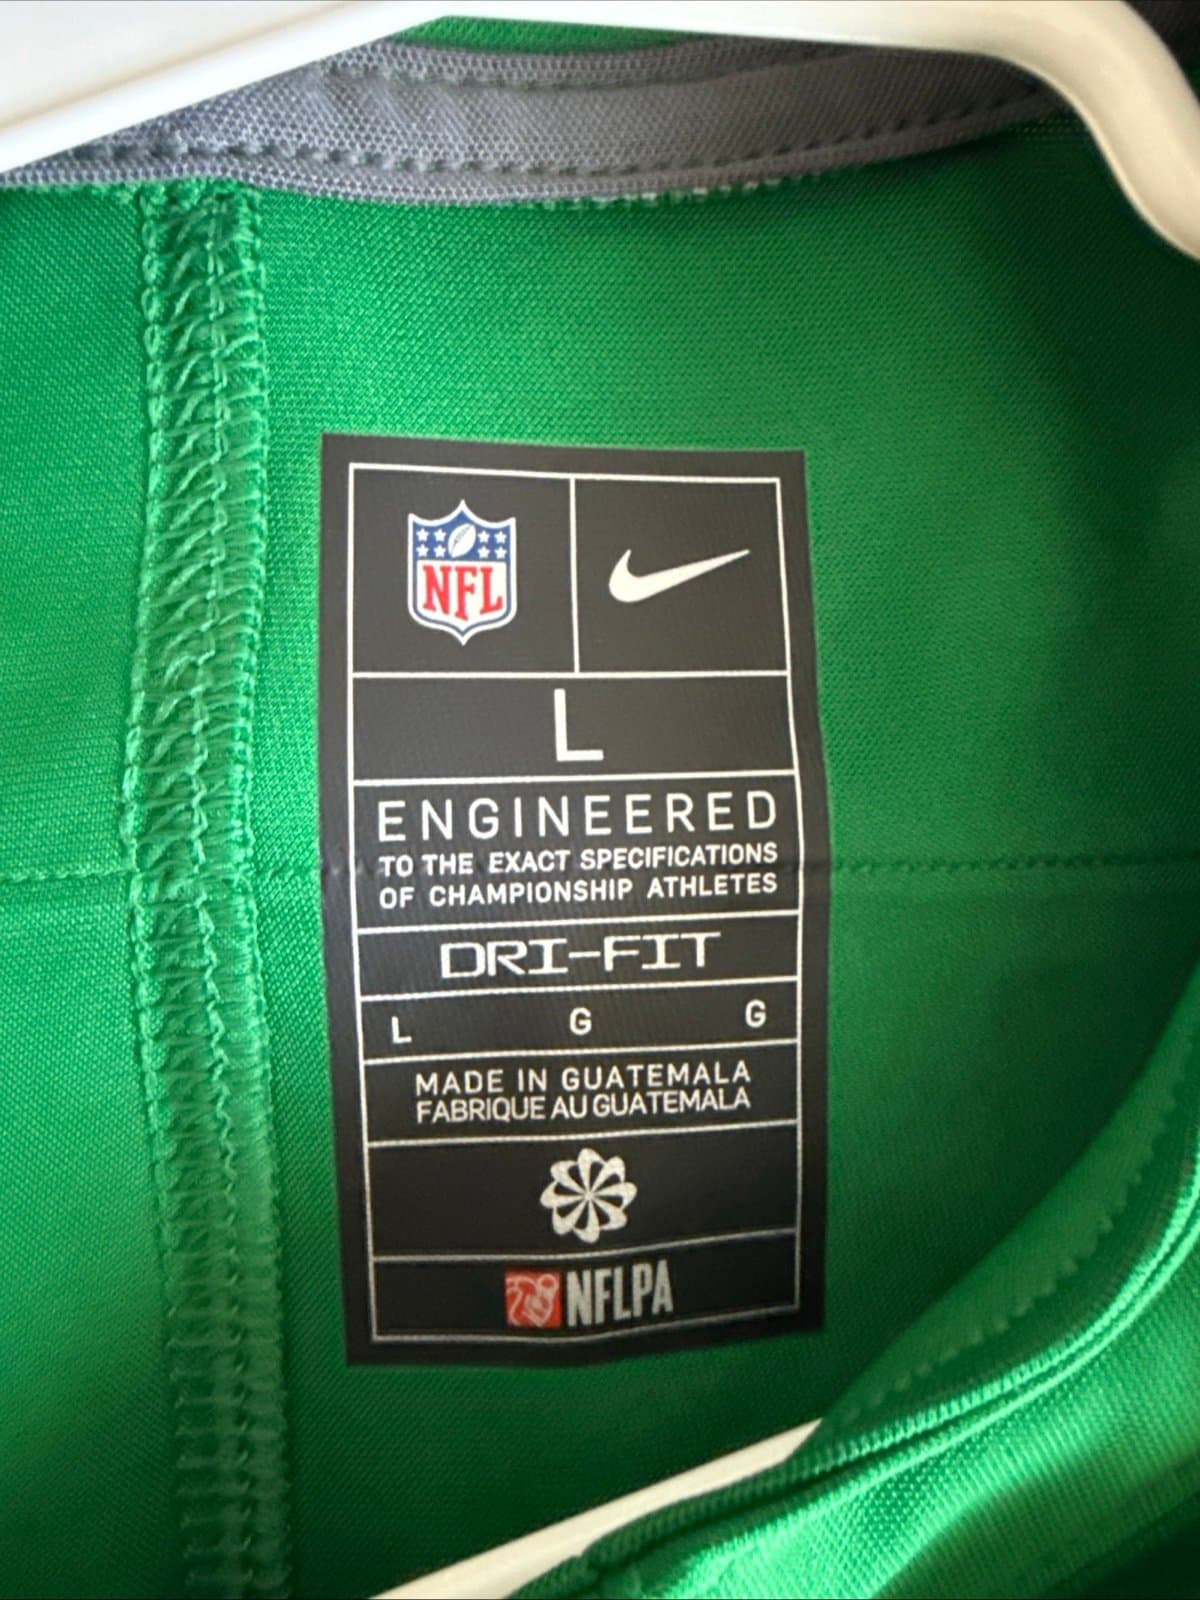 NFL
L
ENGINEERED
TO THE EXACT SPECIFICATIONS
OF CHAMPIONSHIP ATHLETES
DRI-FIT
L G G
MADE IN GUATEMALA
FABRIQUE AU GUATEMALA
NFLPA